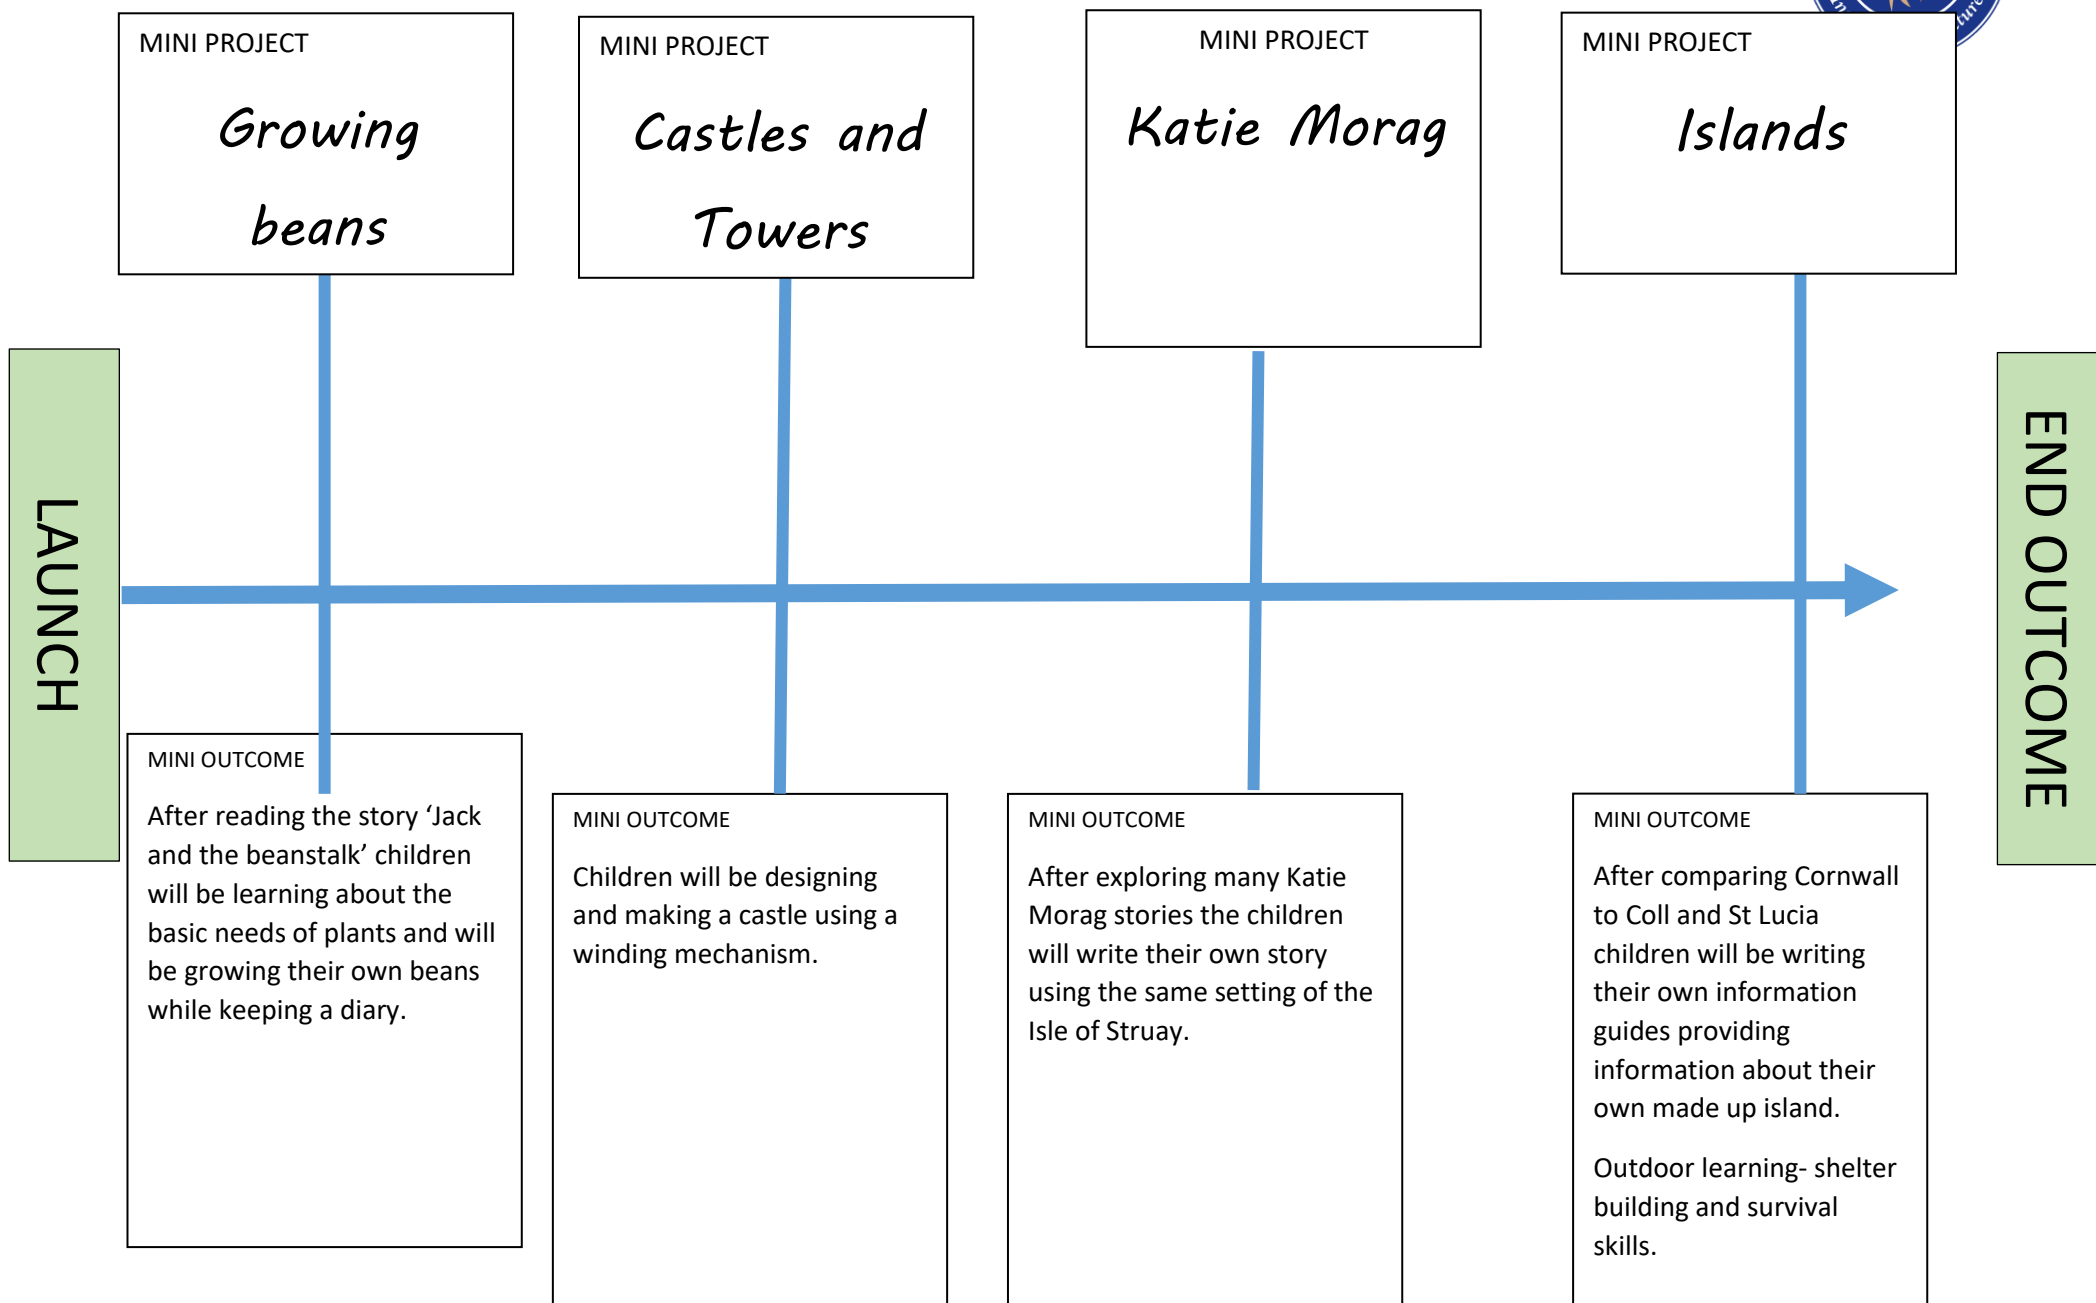 MINI PROJECT
Growing
beans
MINI PROJECT
Castles and
Towers
MINI PROJECT
Katie Morag
MINI PROJECT
Islands
LAUNCH
END OUTCOME
MINI OUTCOME
After reading the story ‘Jack
and the beanstalk’ children
will be learning about the
basic needs of plants and will
be growing their own beans
while keeping a diary.
MINI OUTCOME
Children will be designing
and making a castle using a
winding mechanism.
MINI OUTCOME
After exploring many Katie
Morag stories the children
will write their own story
using the same setting of the
Isle of Struay.
MINI OUTCOME
After comparing Cornwall
to Coll and St Lucia
children will be writing
their own information
guides providing
information about their
own made up island.
Outdoor learning- shelter
building and survival
skills.